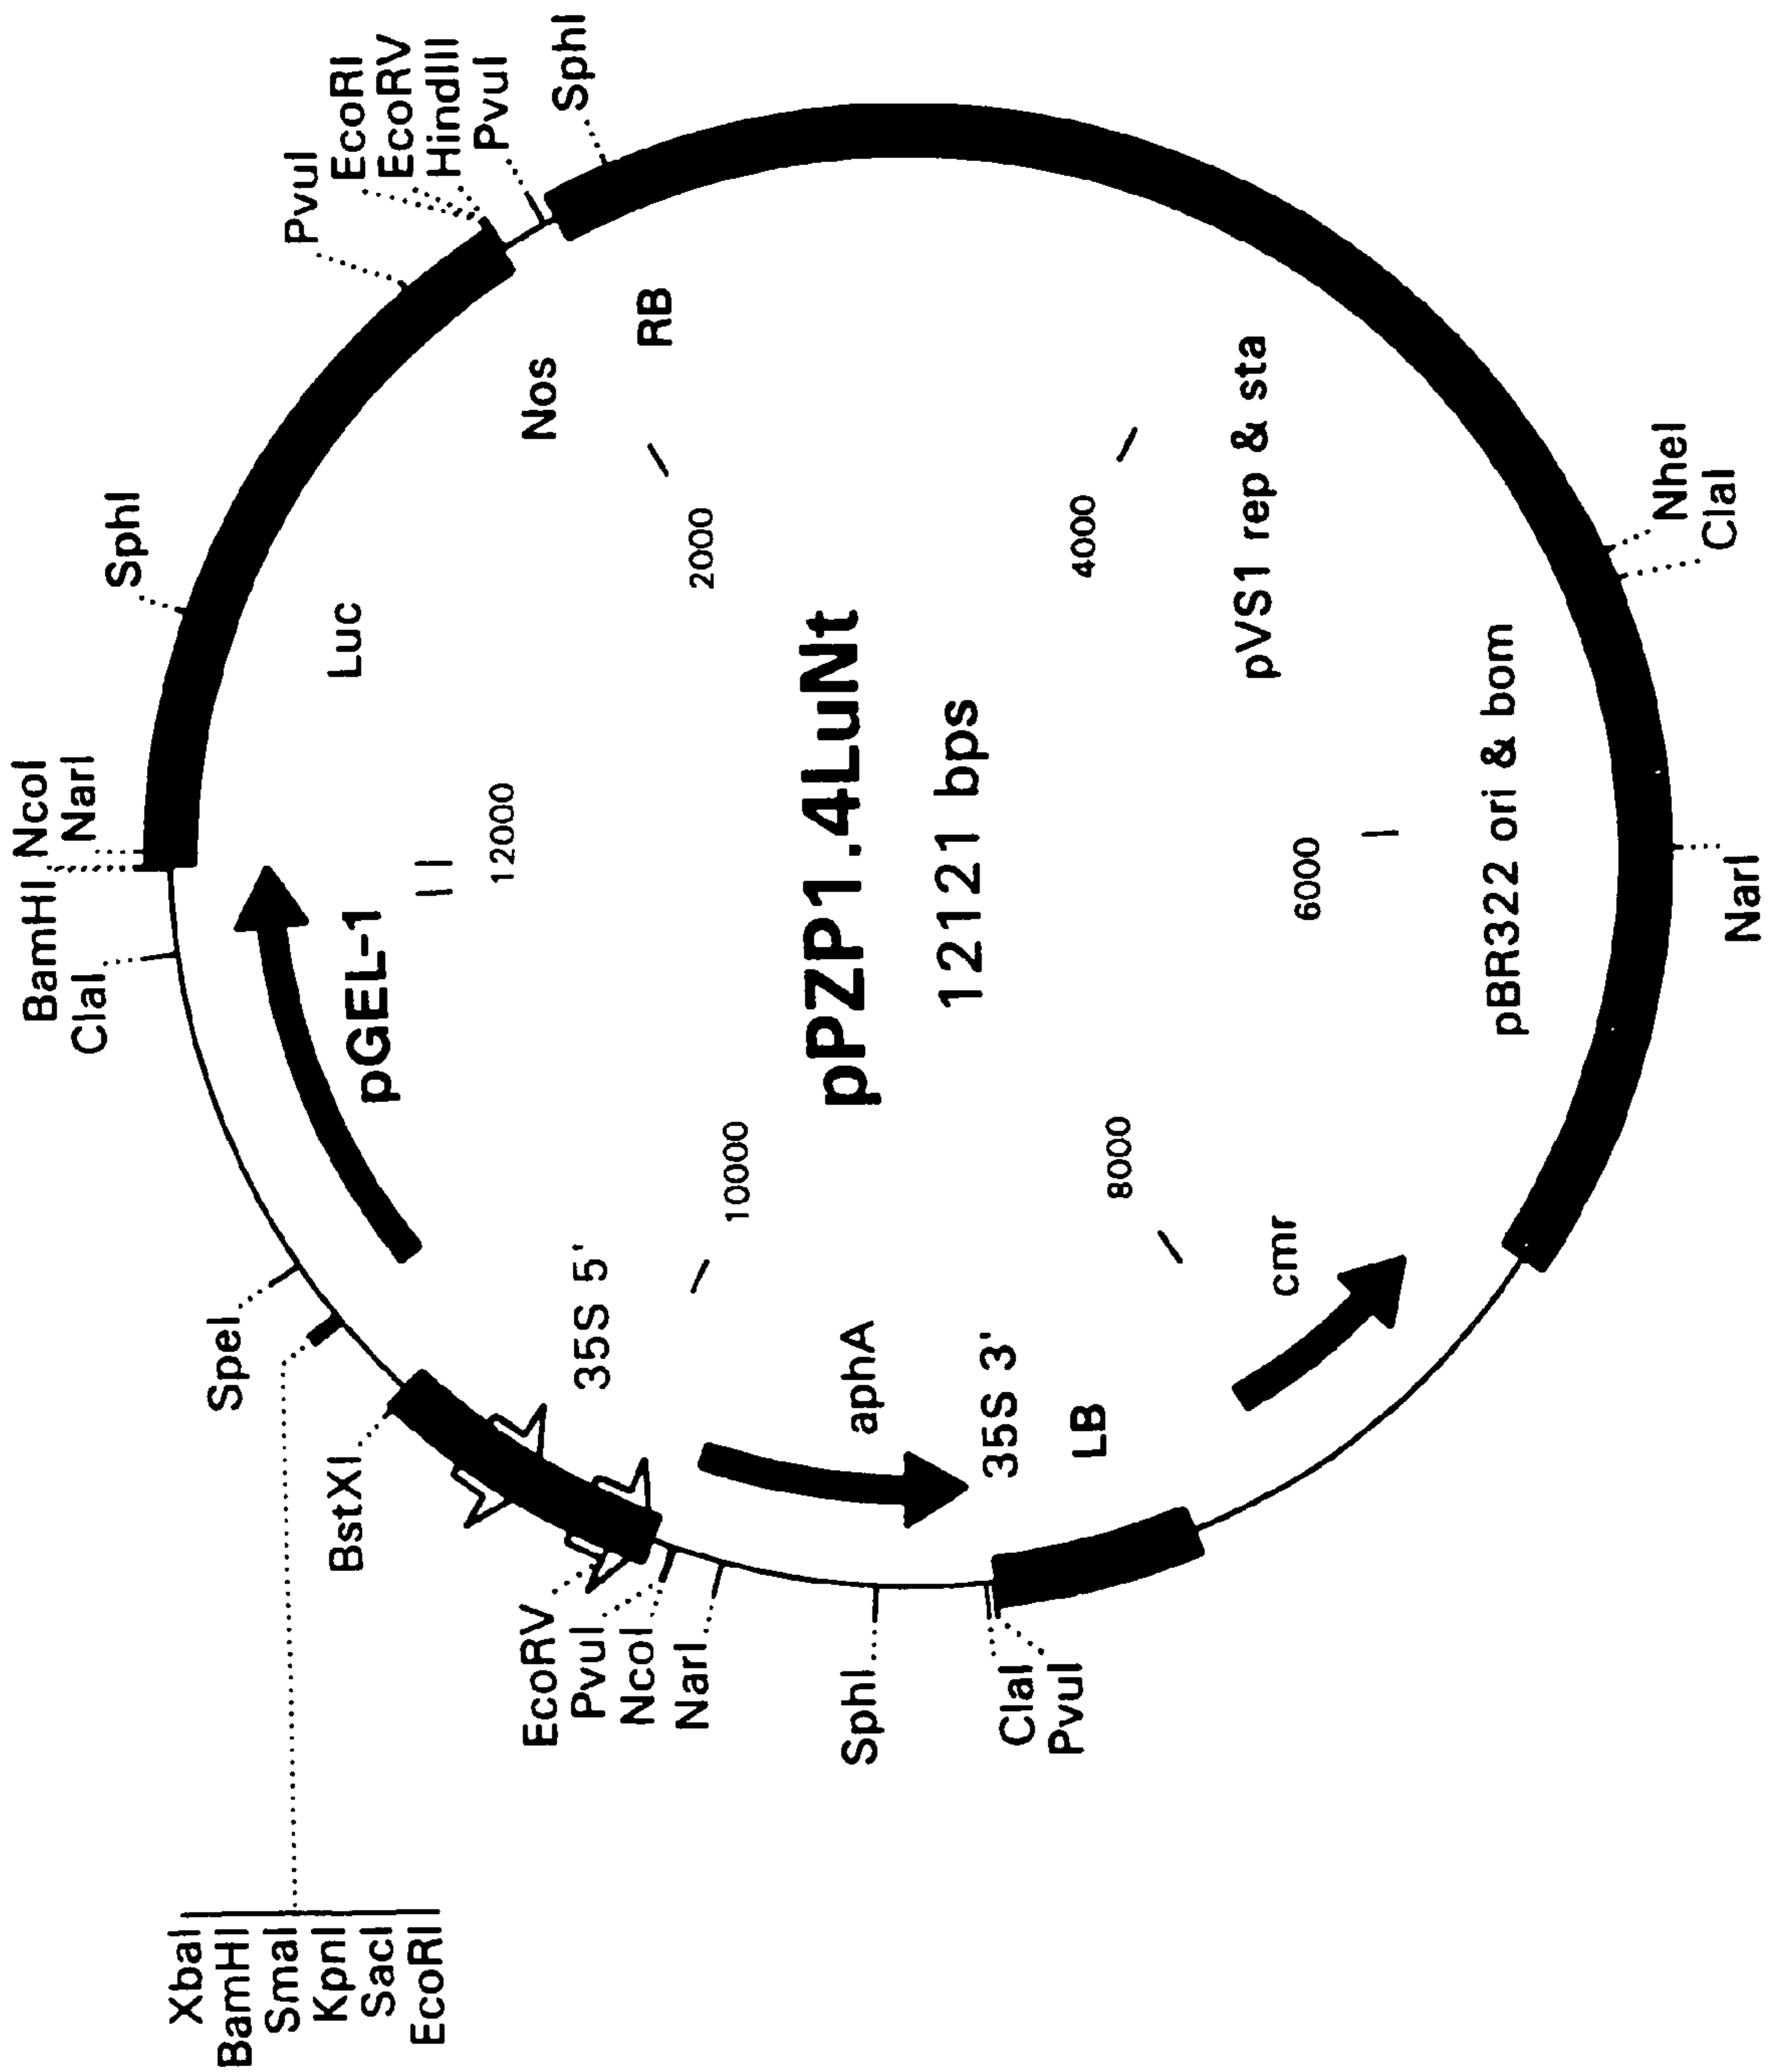 BamHI
NcoI
ClaI
NarI
SphI
XbaI
BamHI
SmaI
KpnI
SacI
EcoRI
SpeI
PvuI
EcoRI
EcoRV
HindIII
PvuI
SphI
BstXI
pGEL-1
Luc
12000
Nos
RB
EcoRV
PvuI
NcoI
NarI
35S 5'
10000
2000
pPZP1.4LuNt
12121 bps
SphI
aphA
ClaI
PvuI
35S 3'
LB
8000
4000
cmr
6000
pVS1 rep & sta
pBR322 ori & bom
NheI
ClaI
NarI